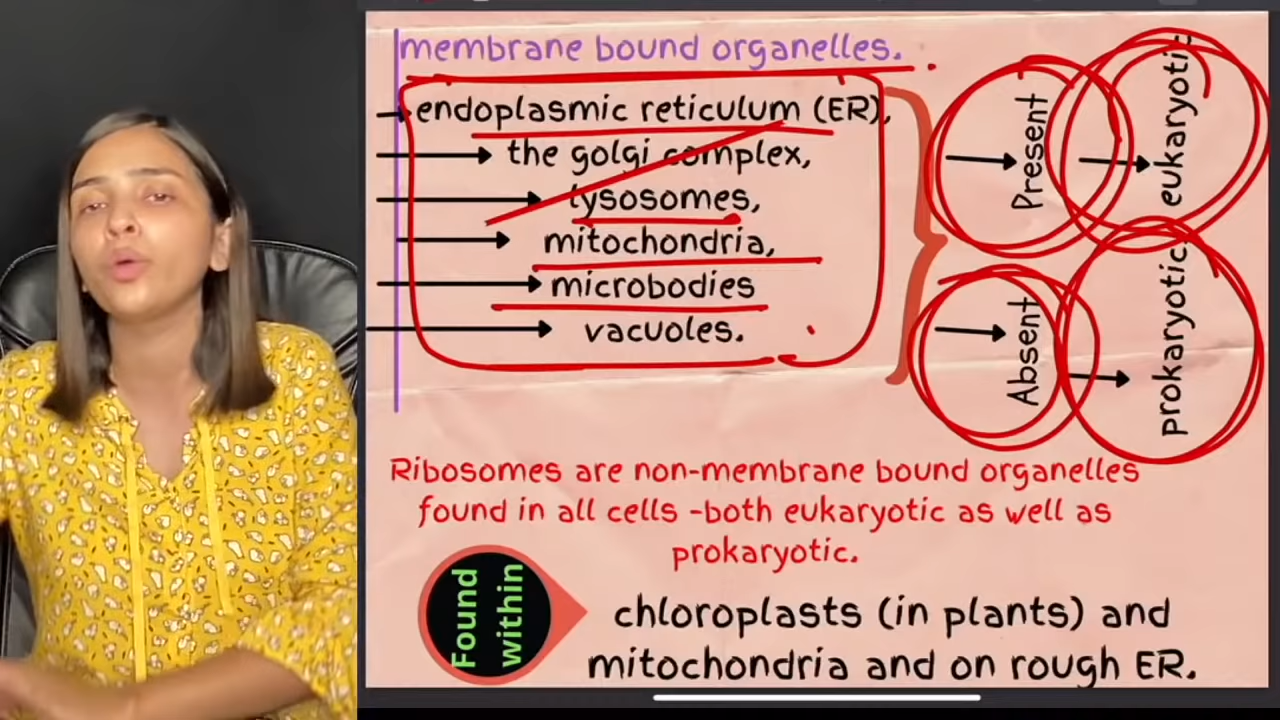 membrane bound organelles.
endoplasmic reticulum (ER),
the golgi complex,
lysosomes,
mitochondria,
microbodies
vacuoles.
Present
eukaryotic
Absent
prokaryotic
Ribosomes are non-membrane bound organelles
found in all cells -both eukaryotic as well as
prokaryotic.
Found
within
chloroplasts (in plants) and
mitochondria and on rough ER.